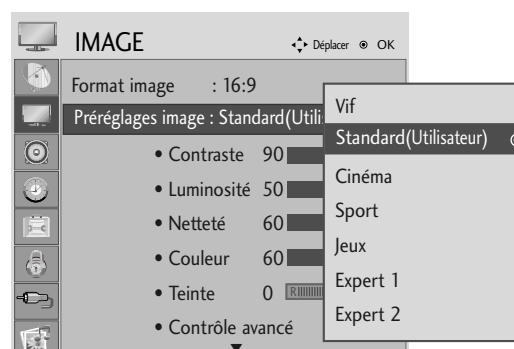 IMAGE
Déplacer OK
Format image : 16:9
Préréglages image : Standard(Utili
• Contraste 90
• Luminosité 50
• Netteté 60
• Couleur 60
• Teinte 0 R
• Contrôle avancé
Vif
Standard(Utilisateur)
Cinéma
Sport
Jeux
Expert 1
Expert 2